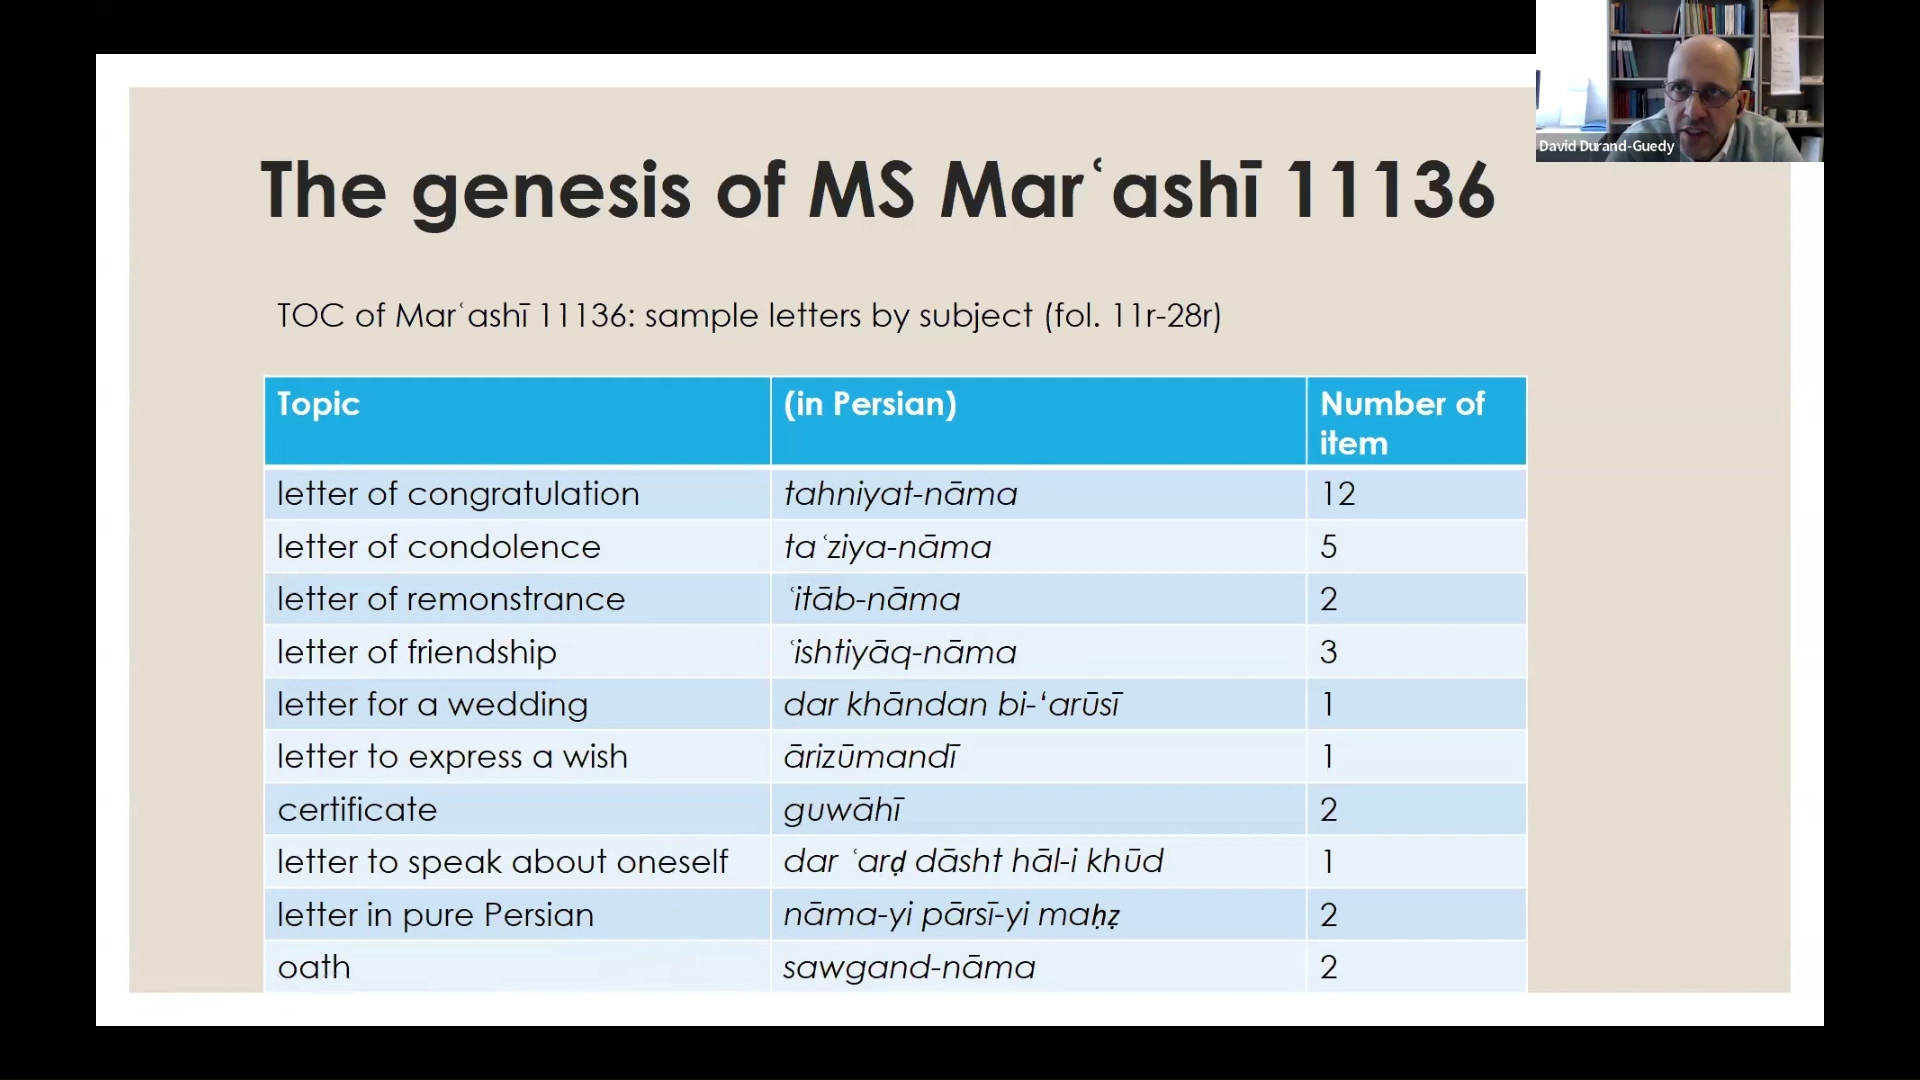 David Durand-Guedy
The genesis of MS Marʿashī 11136
TOC of Marʿashī 11136: sample letters by subject (fol. 11r-28r)
Topic (in Persian) Number of
item
letter of congratulation tahniyat-nāma 12
letter of condolence taʿziya-nāma 5
letter of remonstrance ʿitāb-nāma 2
letter of friendship ʿishtiyāq-nāma 3
letter for a wedding dar khāndan bi-‘arūsī 1
letter to express a wish ārizūmandī 1
certificate guwāhī 2
letter to speak about oneself dar ʿarḍ dāsht hāl-i khūd 1
letter in pure Persian nāma-yi pārsī-yi maḥẓ 2
oath sawgand-nāma 2